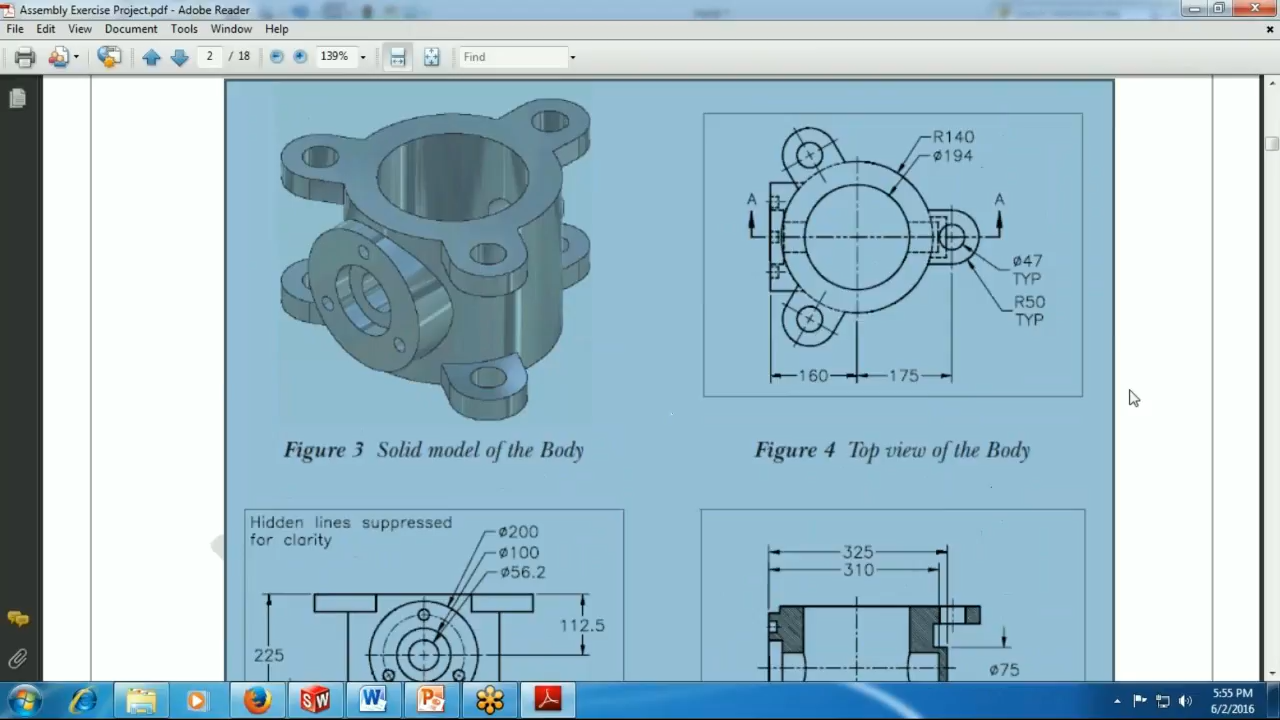 Assembly Exercise Project.pdf - Adobe Reader
File Edit View Document Tools Window Help
2 / 18 139% Find
R140
ø194
A A
ø47
TYP
R50
TYP
160 175
Figure 3 Solid model of the Body
Figure 4 Top view of the Body
Hidden lines suppressed
for clarity
ø200
ø100
ø56.2
112.5
225
325
310
ø75
SW W P
5:55 PM
6/2/2016